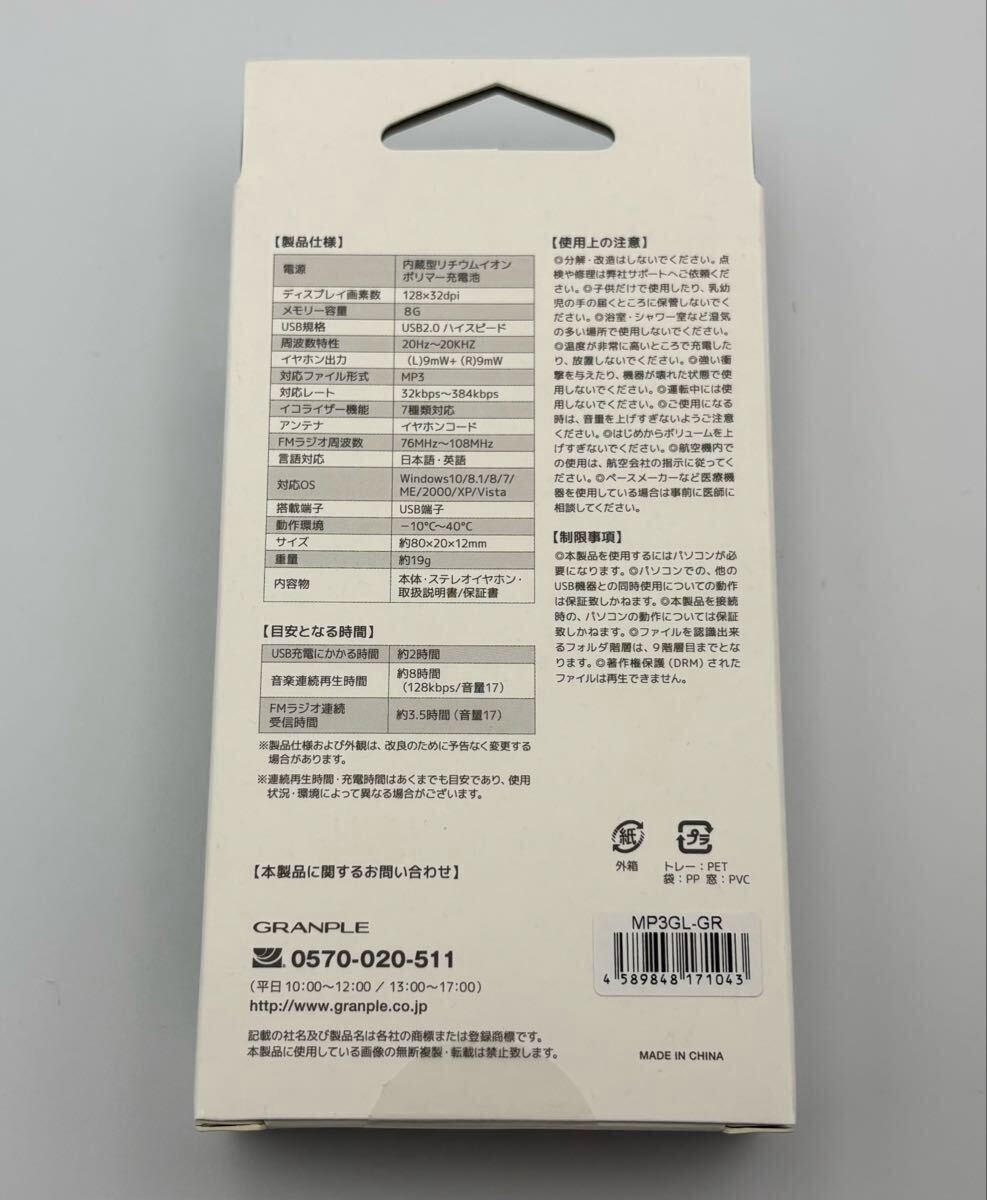 【製品仕様】
電源 内蔵型リチウムイオン
ポリマー充電池
ディスプレイ画素数 128×32dpi
メモリー容量 8G
USB規格 USB2.0 ハイスピード
周波数特性 20Hz〜20KHZ
イヤホン出力 (L)9mW+(R)9mW
対応ファイル形式 MP3
対応レート 32kbps〜384kbps
イコライザー機能 7種類対応
アンテナ イヤホンコード
FMラジオ周波数 76MHz〜108MHz
言語対応 日本語・英語
対応OS Windows10/8.1/8/7/
ME/2000/XP/Vista
搭載端子 USB端子
動作環境 −10℃〜40℃
サイズ 約80×20×12mm
重量 約19g
内容物 本体・ステレオイヤホン・
取扱説明書/保証書
【目安となる時間】
USB充電にかかる時間 約2時間
音楽連続再生時間 約8時間
(128kbps/音量17)
FMラジオ連続
受信時間 約3.5時間(音量17)
※製品仕様および外観は、改良のために予告なく変更する
場合があります。
※連続再生時間・充電時間はあくまでも目安であり、使用
状況・環境によって異なる場合がございます。
【使用上の注意】
◎分解・改造はしないでください。点
検や修理は弊社サポートへご依頼くだ
さい。◎子供だけで使用したり、乳幼
児の手の届くところに保管しないでく
ださい。◎浴室・シャワー室など湿気
の多い場所で使用しないでください。
◎温度が非常に高いところで充電した
り、放置しないでください。◎強い衝
撃を与えたり、機器が壊れた状態で使
用しないでください。◎運転中には使
用しないでください。◎ご使用になる
時は、音量を上げすぎないようご注意
ください。◎はじめからボリュームを上
げすぎないでください。◎航空機内で
の使用は、航空会社の指示に従ってく
ださい。◎ペースメーカーなど医療機
器を使用している場合は事前に医師に
相談してください。
【制限事項】
◎本製品を使用するにはパソコンが必
要になります。◎パソコンでの、他の
USB機器との同時使用についての動作
は保証致しかねます。◎本製品を接続
時の、パソコンの動作については保証
致しかねます。◎ファイルを認識出来
るフォルダ階層は、9階層目までとな
ります。◎著作権保護(DRM)された
ファイルは再生できません。
紙
外箱
プラ
トレー：PET
袋：PP 窓：PVC
【本製品に関するお問い合わせ】
GRANPLE
0570-020-511
(平日 10:00〜12:00 / 13:00〜17:00)
http://www.granple.co.jp
記載の社名及び製品名は各社の商標または登録商標です。
本製品に使用している画像の無断複製・転載は禁止致します。
MP3GL-GR
4 589848 171043
MADE IN CHINA